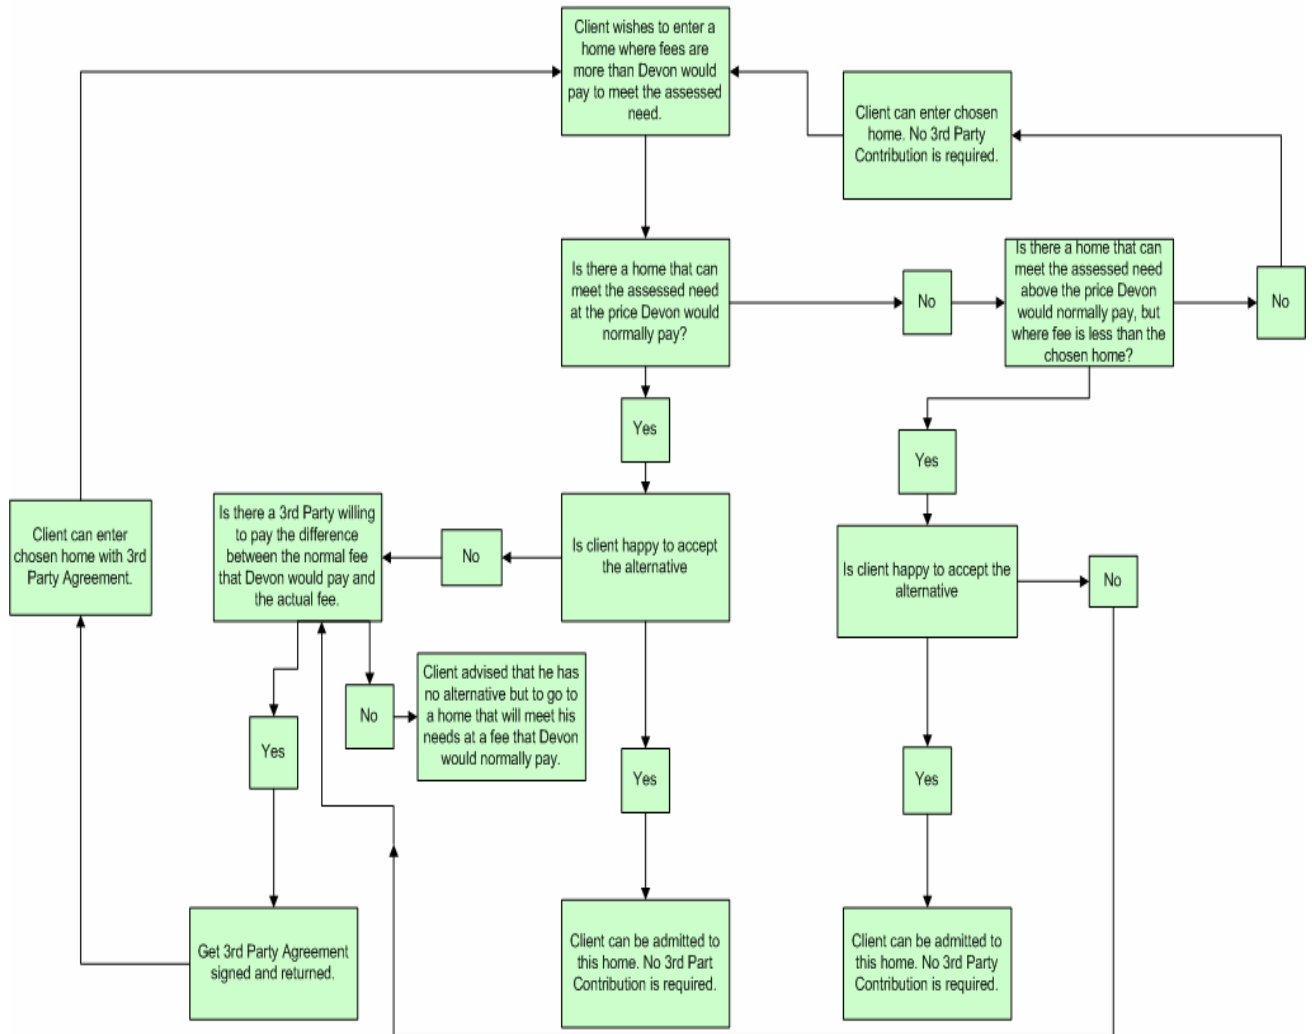 Client wishes to enter a
home where fees are
more than Devon would
pay to meet the assessed
need.
Client can enter chosen
home. No 3rd Party
Contribution is required.
Is there a home that can
meet the assessed need
at the price Devon would
normally pay?
No
Is there a home that can
meet the assessed need
above the price Devon
would normally pay, but
where fee is less than the
chosen home?
No
Yes
Yes
Client can enter
chosen home with 3rd
Party Agreement.
Is there a 3rd Party willing
to pay the difference
between the normal fee
that Devon would pay and
the actual fee.
No
Is client happy to accept
the alternative
Is client happy to accept the
alternative
No
Client advised that he has
no alternative but to go to
a home that will meet his
needs at a fee that Devon
would normally pay.
No
Yes
Yes
Yes
Get 3rd Party Agreement
signed and returned.
Client can be admitted to
this home. No 3rd Part
Contribution is required.
Client can be admitted to
this home. No 3rd Party
Contribution is required.